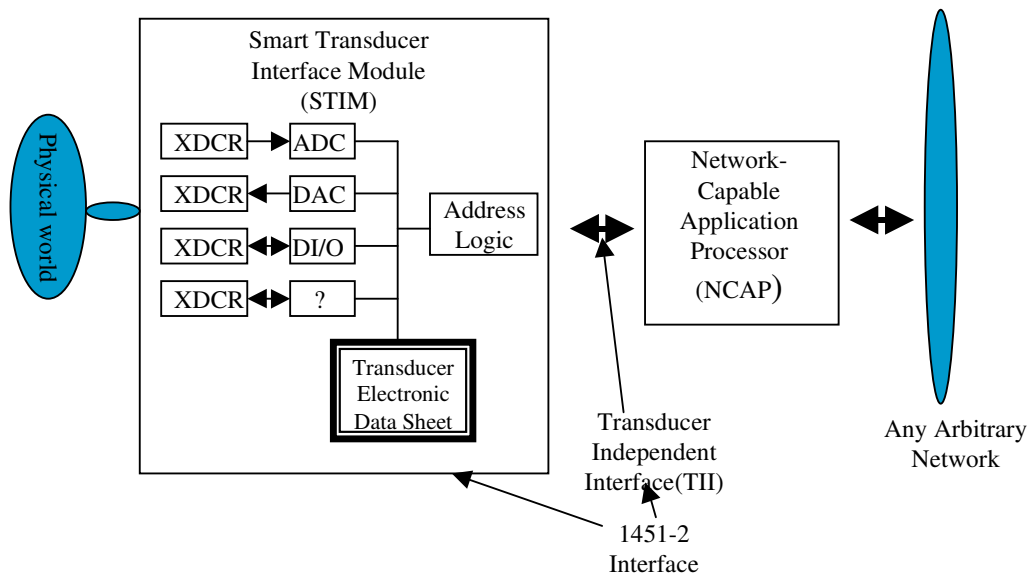 Smart Transducer
Interface Module
(STIM)
Physical world
XDCR
ADC
XDCR
DAC
XDCR
DI/O
XDCR
?
Address
Logic
Transducer
Electronic
Data Sheet
Network-
Capable
Application
Processor
(NCAP)
Transducer
Independent
Interface(TII)
1451-2
Interface
Any Arbitrary
Network